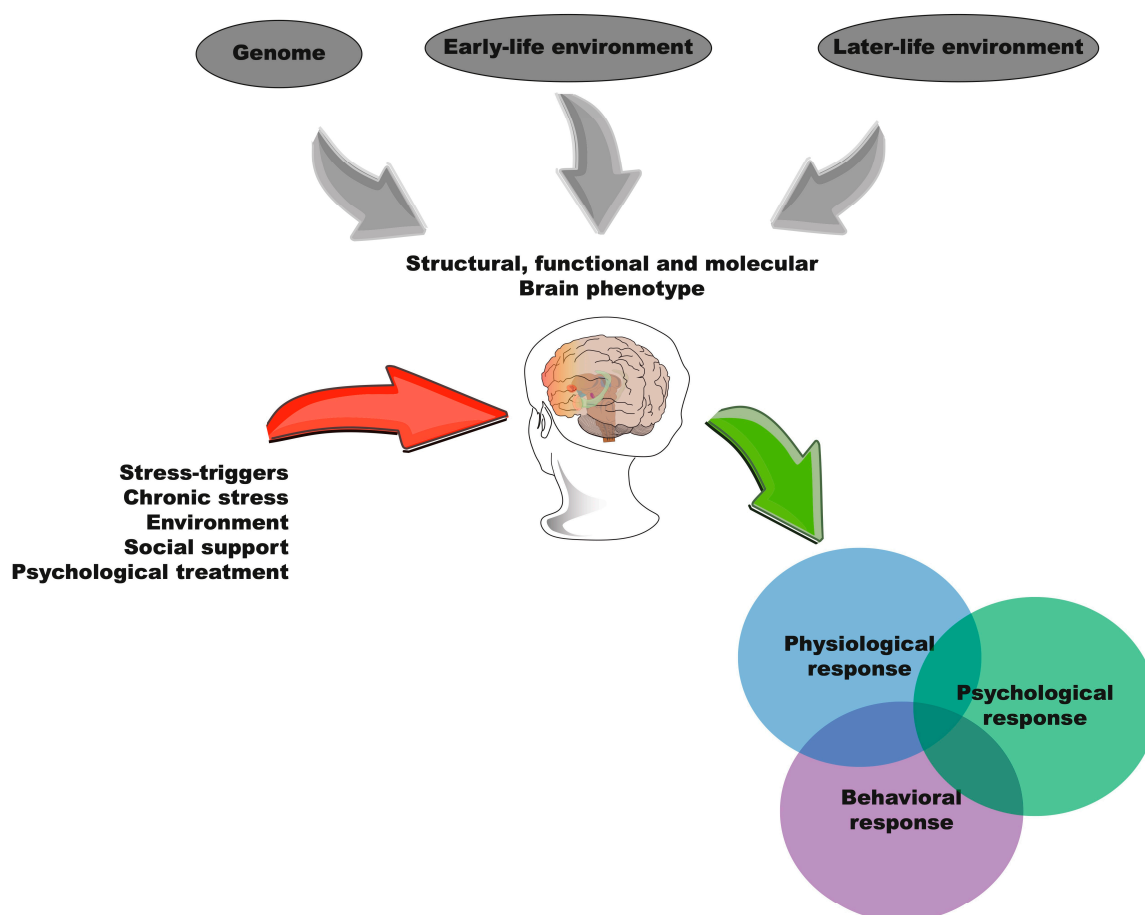 Genome
Early-life environment
Later-life environment
Structural, functional and molecular
Brain phenotype
Stress-triggers
Chronic stress
Environment
Social support
Psychological treatment
Physiological
response
Psychological
response
Behavioral
response